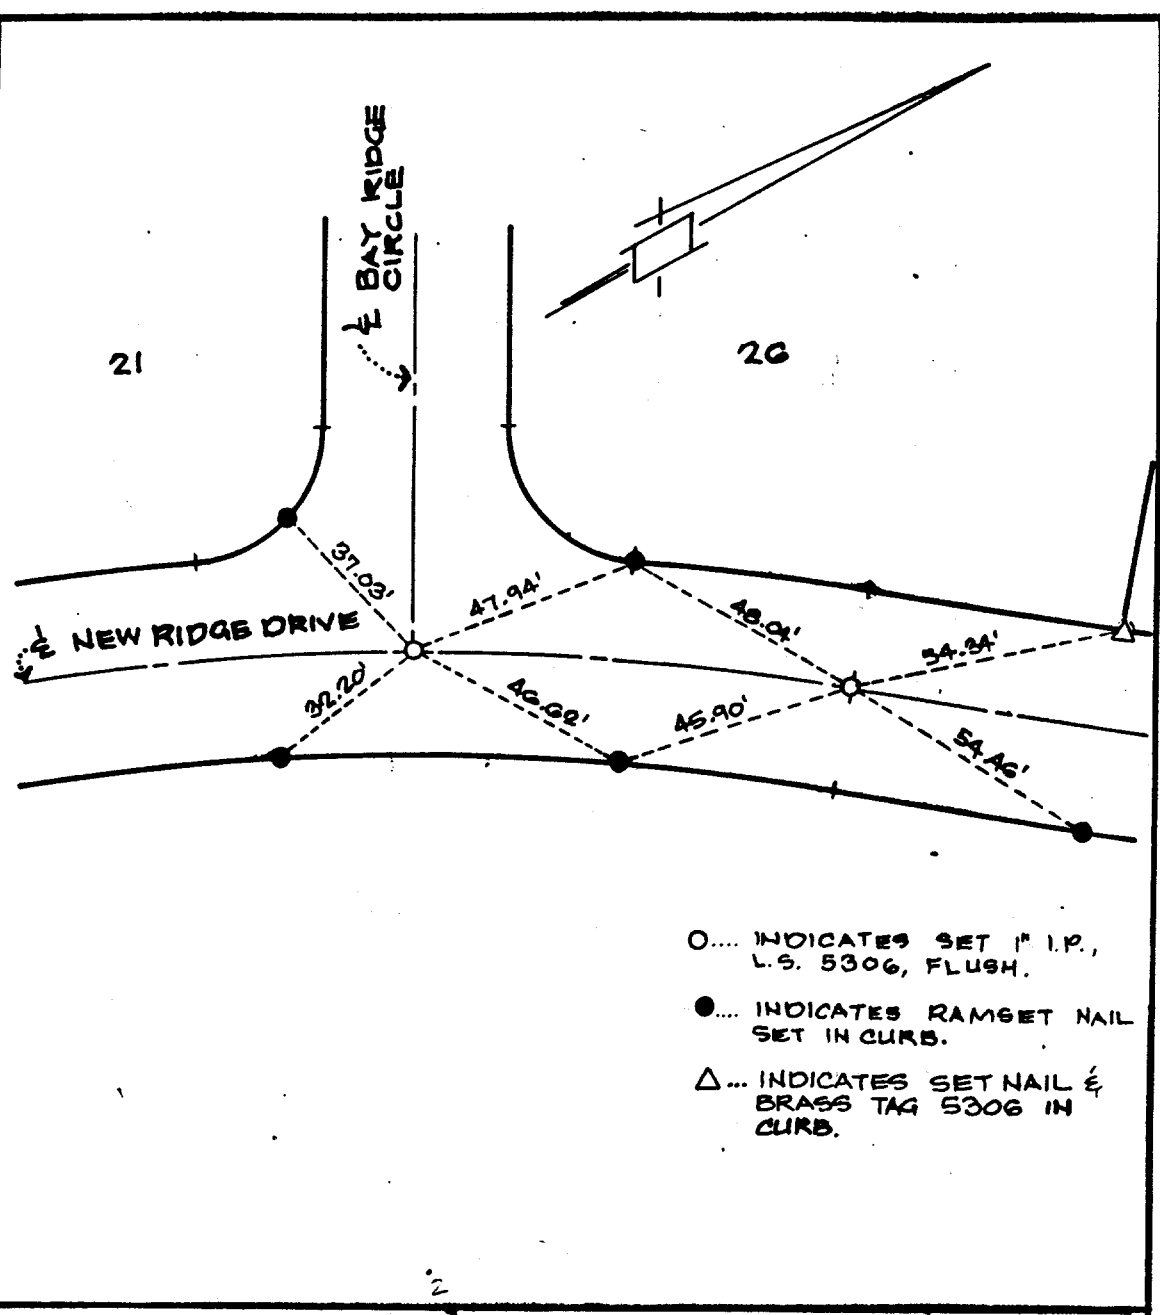 ℄ BAY RIDGE
CIRCLE
21
26
37.03'
47.94'
48.04'
54.34'
℄ NEW RIDGE DRIVE
32.20'
46.62'
45.90'
54.46'
O.... INDICATES SET 1" I.P.,
L.S. 5306, FLUSH.
●.... INDICATES RAMSET NAIL
SET IN CURB.
△... INDICATES SET NAIL &
BRASS TAG 5306 IN
CURB.
2